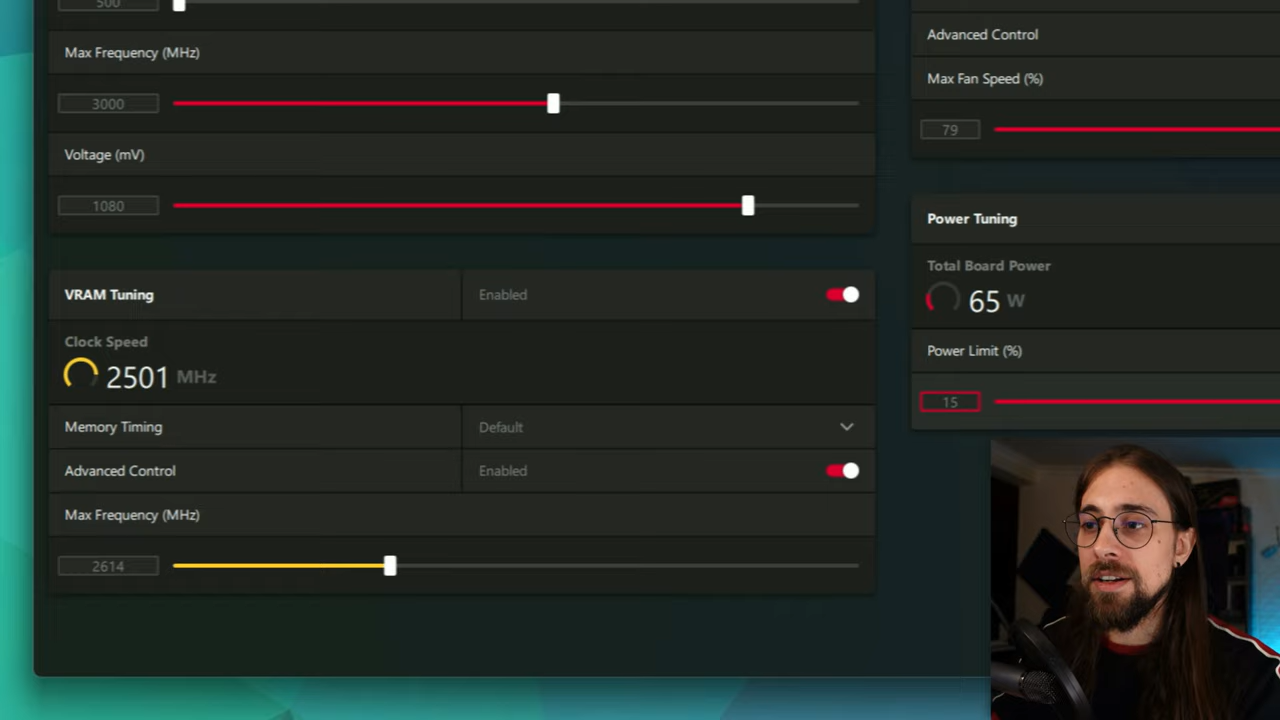 500
Max Frequency (MHz)
3000
Voltage (mV)
1080
VRAM Tuning
Enabled
Clock Speed
2501 MHz
Memory Timing
Default
Advanced Control
Enabled
Max Frequency (MHz)
2614
Advanced Control
Max Fan Speed (%)
79
Power Tuning
Total Board Power
65 W
Power Limit (%)
15